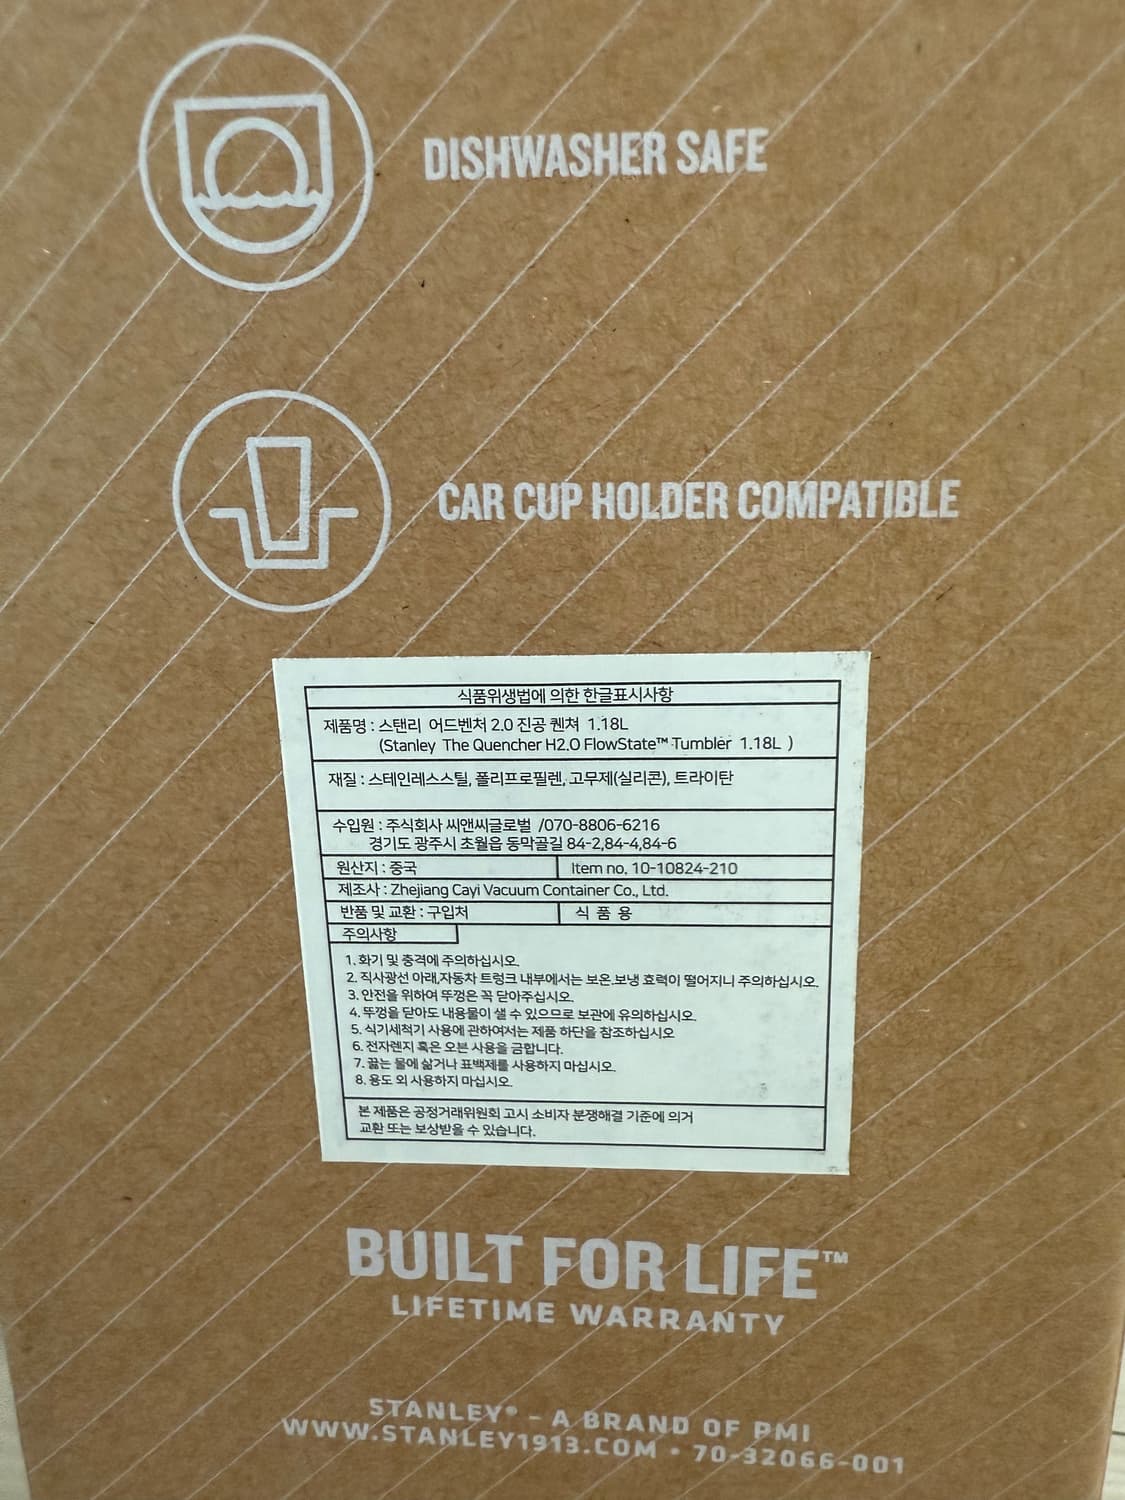 DISHWASHER SAFE
CAR CUP HOLDER COMPATIBLE
식품위생법에 의한 한글표시사항
제품명 : 스탠리 어드벤처 2.0 진공 퀜쳐 1.18L
(Stanley The Quencher H2.O FlowState™ Tumbler 1.18L )
재질 : 스테인레스스틸, 폴리프로필렌, 고무제(실리콘), 트라이탄
수입원 : 주식회사 씨앤씨글로벌 /070-8806-6216
경기도 광주시 초월읍 동막골길 84-2,84-4,84-6
원산지 : 중국 Item no. 10-10824-210
제조사 : Zhejiang Cayi Vacuum Container Co., Ltd.
반품 및 교환 : 구입처 식 품 용
주의사항
1. 화기 및 충격에 주의하십시오.
2. 직사광선 아래,자동차 트렁크 내부에서는 보온.보냉 효력이 떨어지니 주의하십시오.
3. 안전을 위하여 뚜껑은 꼭 닫아주십시오.
4. 뚜껑을 닫아도 내용물이 샐 수 있으므로 보관에 유의하십시오.
5. 식기세척기 사용에 관하여서는 제품 하단을 참조하십시오
6. 전자렌지 혹은 오븐 사용을 금합니다.
7. 끓는 물에 삶거나 표백제를 사용하지 마십시오.
8. 용도 외 사용하지 마십시오.
본 제품은 공정거래위원회 고시 소비자 분쟁해결 기준에 의거
교환 또는 보상받을 수 있습니다.
BUILT FOR LIFE™
LIFETIME WARRANTY
STANLEY® - A BRAND OF PMI
WWW.STANLEY1913.COM • 70-32066-001